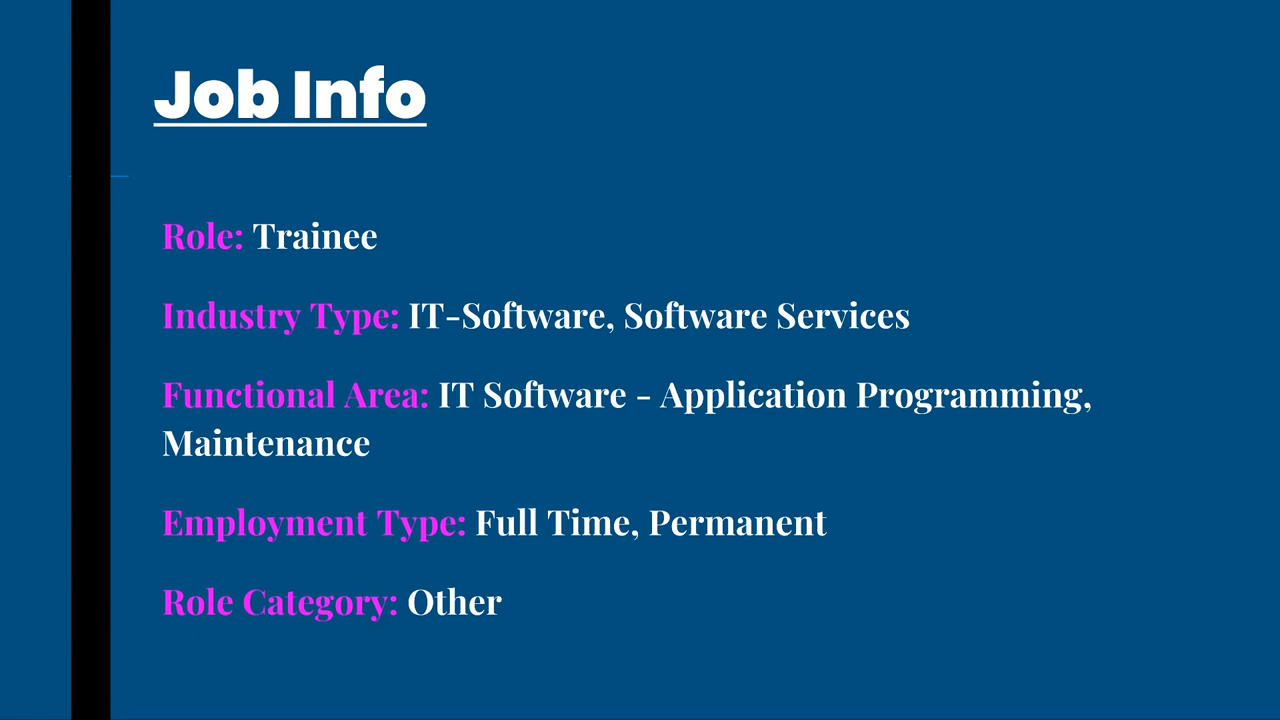 Job Info
Role: Trainee
Industry Type: IT-Software, Software Services
Functional Area: IT Software - Application Programming,
Maintenance
Employment Type: Full Time, Permanent
Role Category: Other